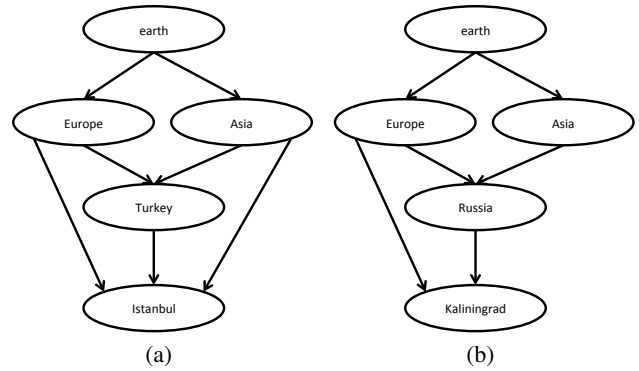 earth
Europe
Asia
Turkey
Istanbul
(a)
earth
Europe
Asia
Russia
Kaliningrad
(b)